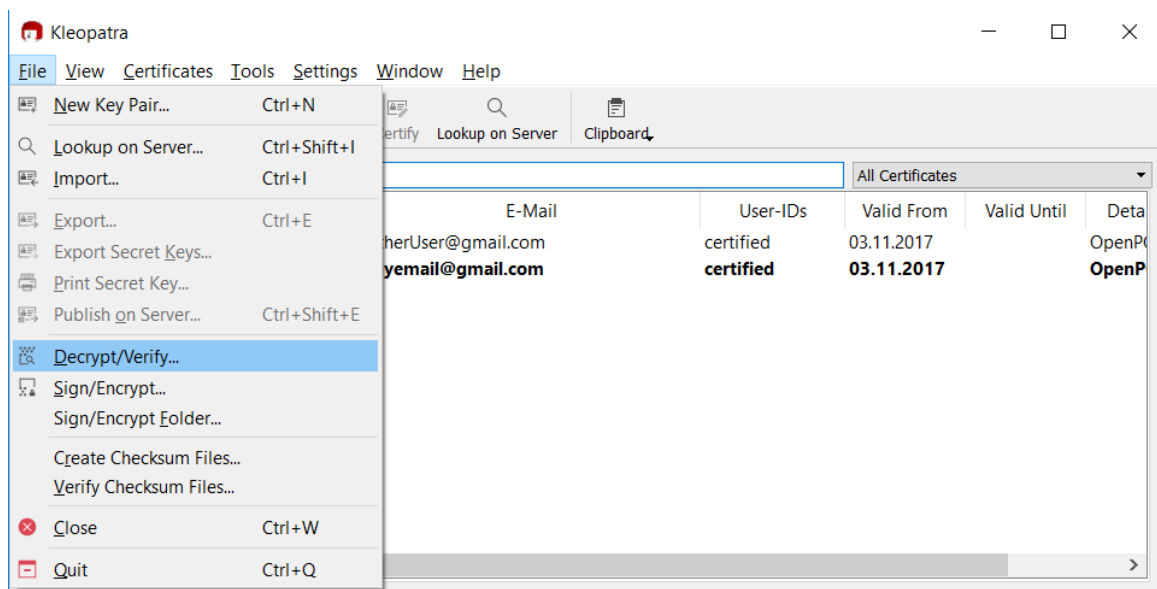 Kleopatra
File View Certificates Tools Settings Window Help
New Key Pair... Ctrl+N
Lookup on Server... Ctrl+Shift+I
Import... Ctrl+I
Export... Ctrl+E
Export Secret Keys...
Print Secret Key...
Publish on Server... Ctrl+Shift+E
Decrypt/Verify...
Sign/Encrypt...
Sign/Encrypt Folder...
Create Checksum Files...
Verify Checksum Files...
Close Ctrl+W
Quit Ctrl+Q
ertify Lookup on Server Clipboard
All Certificates
E-Mail User-IDs Valid From Valid Until Deta
herUser@gmail.com certified 03.11.2017 OpenP
yemail@gmail.com certified 03.11.2017 OpenP